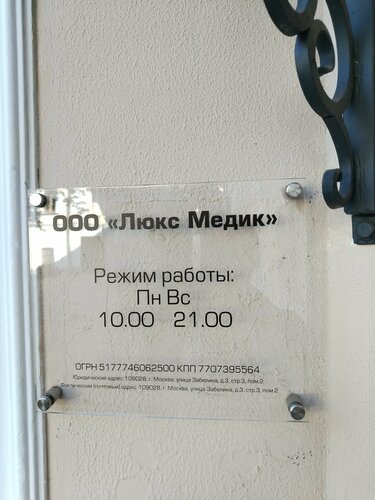 ООО «Люкс Медик»
Режим работы:
Пн Вс
10.00 21.00
ОГРН 5177746062500 КПП 7707395564
Юридический адрес: 109028, г. Москва, улица Забелина, д.3, стр.3, пом.2
Фактический (почтовый) адрес: 109028, г. Москва, улица Забелина, д.3, стр.3, пом.2